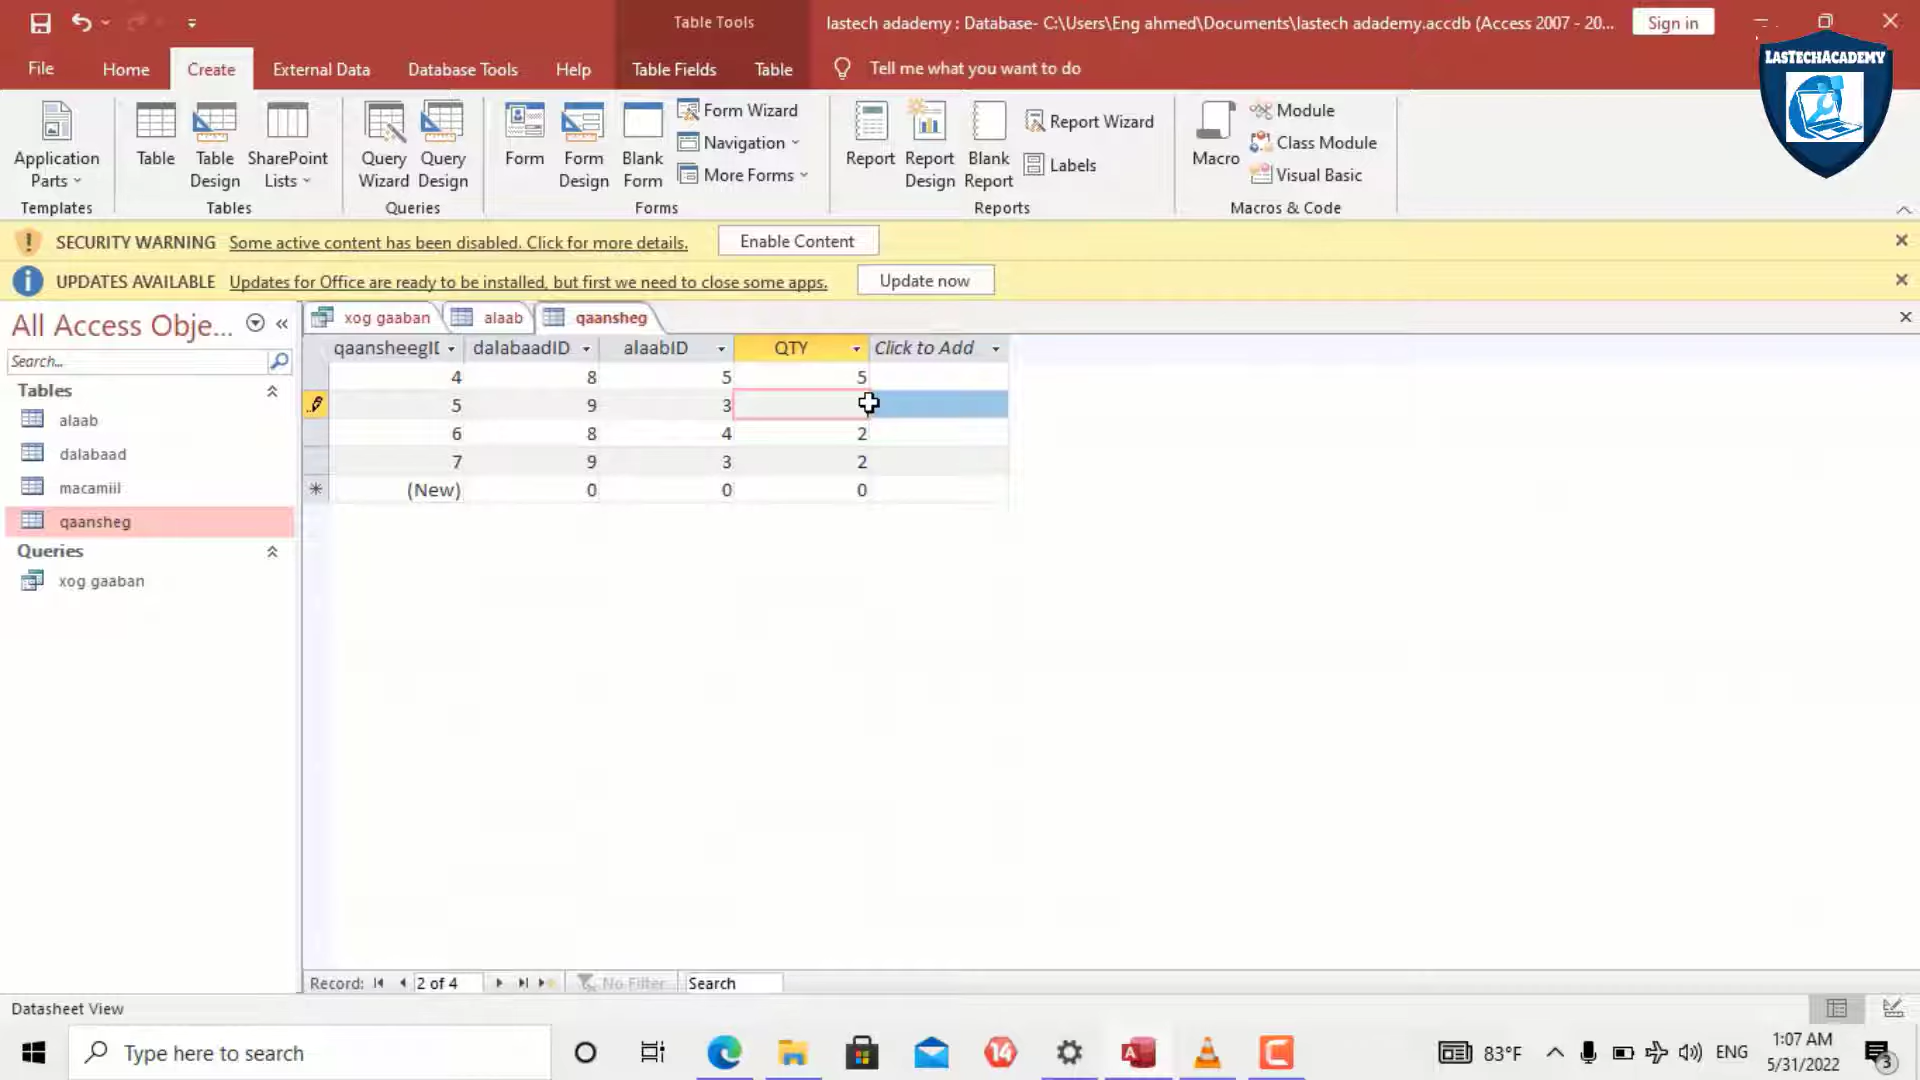 Table Tools
lastech adademy : Database- C:\Users\Eng ahmed\Documents\lastech adademy.accdb (Access 2007 - 20...
Sign in
File
Home
Create
External Data
Database Tools
Help
Table Fields
Table
Tell me what you want to do
LASTECHACADEMY
Application Parts
Table
Table Design
SharePoint Lists
Query Wizard
Query Design
Form
Form Design
Blank Form
Form Wizard
Navigation
More Forms
Report
Report Design
Blank Report
Report Wizard
Labels
Macro
Module
Class Module
Visual Basic
Templates
Tables
Queries
Forms
Reports
Macros & Code
SECURITY WARNING Some active content has been disabled. Click for more details. Enable Content
UPDATES AVAILABLE Updates for Office are ready to be installed, but first we need to close some apps. Update now
All Access Obje...
Search...
Tables
alaab
dalabaad
macamiil
qaansheg
Queries
xog gaaban
xog gaaban alaab qaansheg
qaansheegID dalabaadID alaabID QTY Click to Add
4 8 5 5
5 9 3
6 8 4 2
7 9 3 2
(New) 0 0 0
Record: 2 of 4 No Filter Search
Datasheet View
Type here to search
14
83°F
ENG
1:07 AM
5/31/2022
3